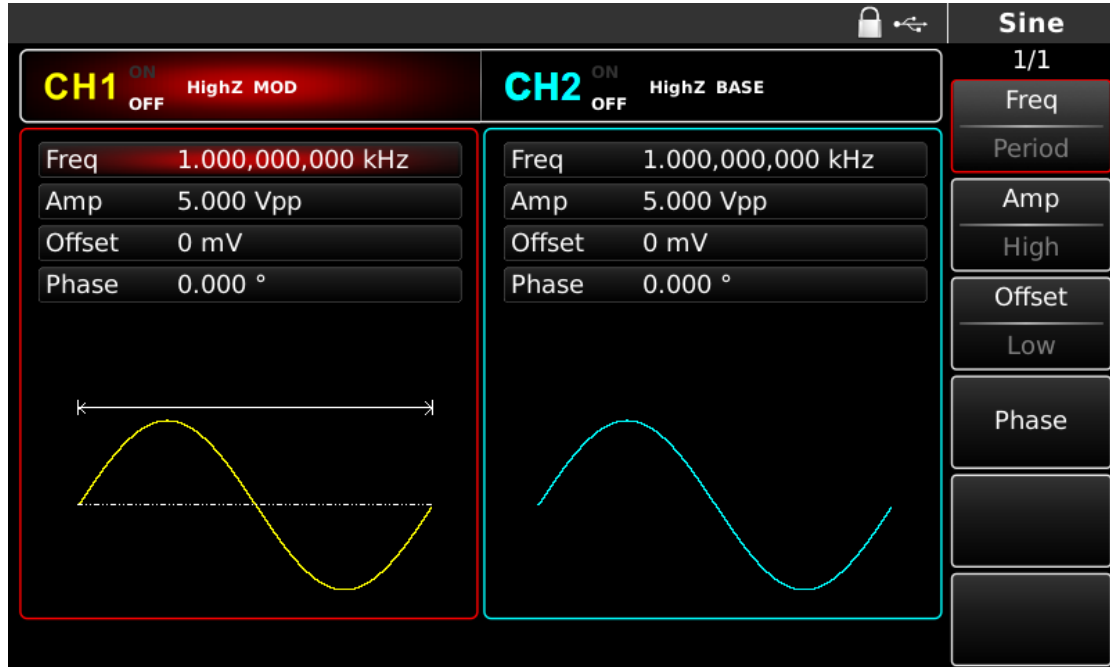 Sine
1/1
CH1 ON OFF HighZ MOD
CH2 ON OFF HighZ BASE
Freq 1.000,000,000 kHz
Amp 5.000 Vpp
Offset 0 mV
Phase 0.000 °
Freq 1.000,000,000 kHz
Amp 5.000 Vpp
Offset 0 mV
Phase 0.000 °
Freq
Period
Amp
High
Offset
Low
Phase